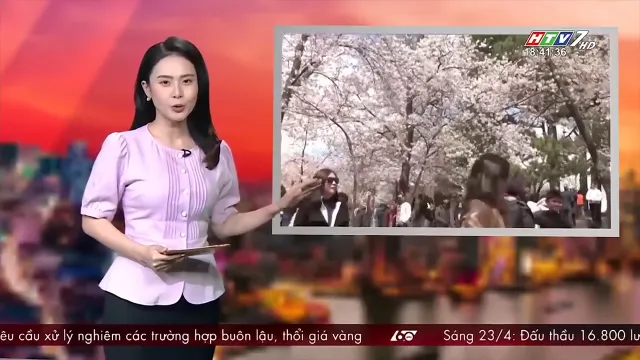 HTV7 HD
18:41:36
êu cầu xử lý nghiêm các trường hợp buôn lậu, thổi giá vàng
Sáng 23/4: Đấu thầu 16.800 lư